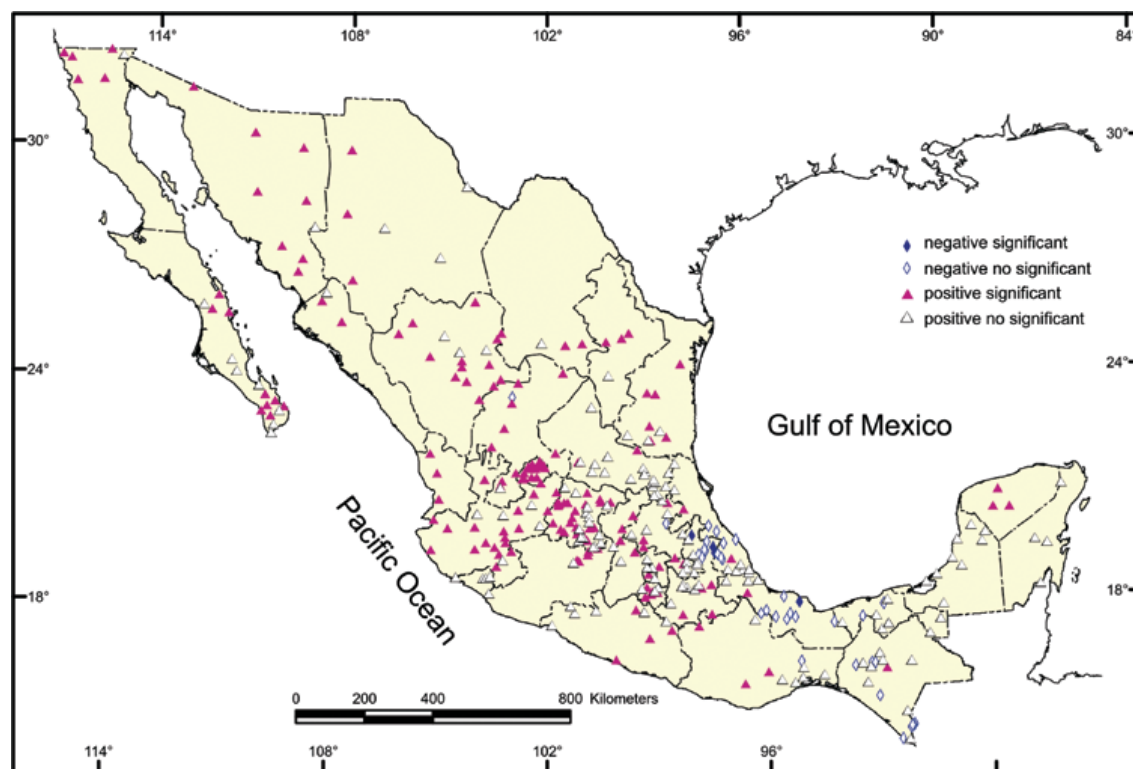 114° 108° 102° 96° 90° 84°
30° 30°
negative significant
negative no significant
positive significant
positive no significant
24° 24°
Gulf of Mexico
Pacific Ocean
18° 18°
0 200 400 800 Kilometers
114° 108° 102° 96°